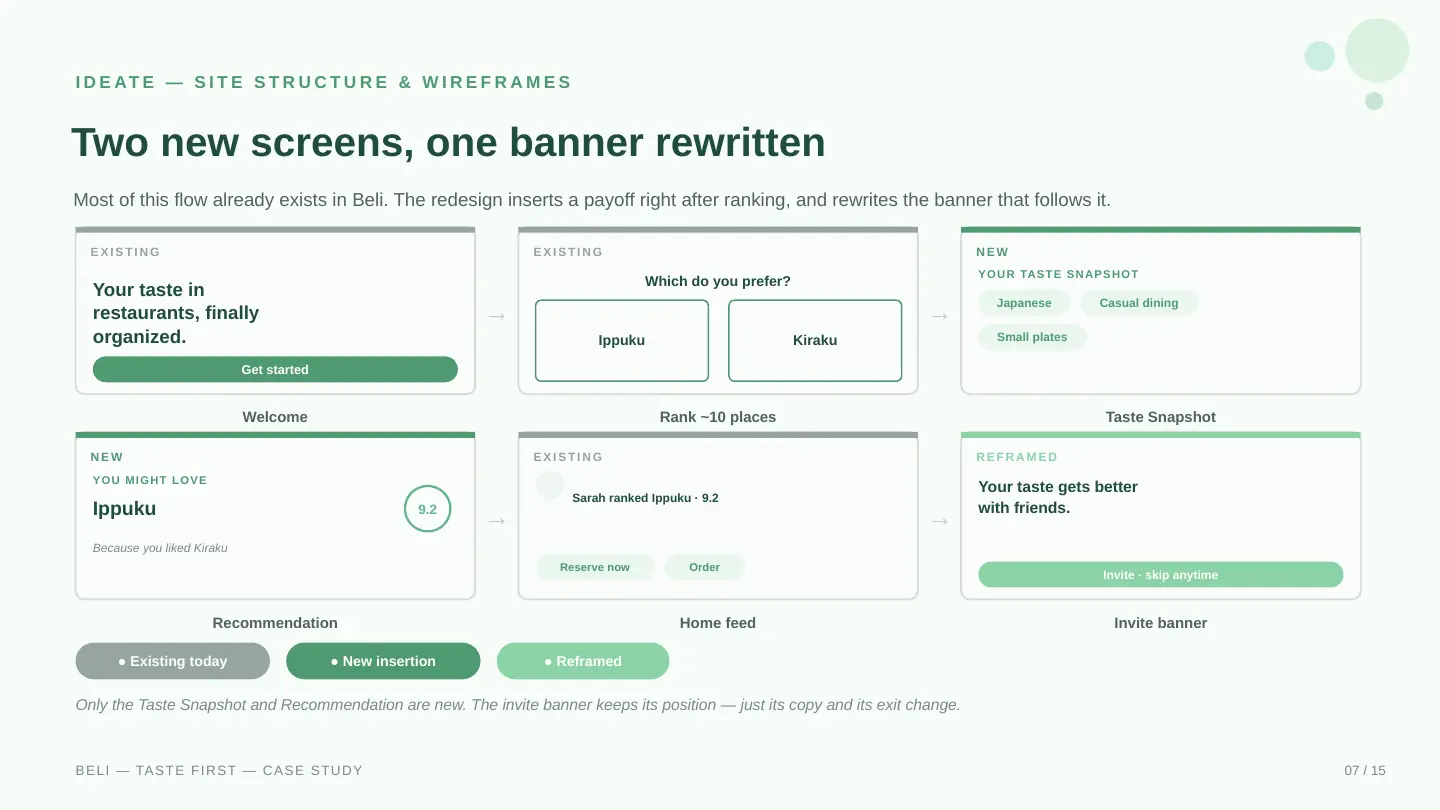 IDEATE — SITE STRUCTURE & WIREFRAMES
Two new screens, one banner rewritten
Most of this flow already exists in Beli. The redesign inserts a payoff right after ranking, and rewrites the banner that follows it.
EXISTING
Your taste in
restaurants, finally
organized.
Get started
Welcome
→
EXISTING
Which do you prefer?
Ippuku
Kiraku
Rank ~10 places
→
NEW
YOUR TASTE SNAPSHOT
Japanese
Casual dining
Small plates
Taste Snapshot
NEW
YOU MIGHT LOVE
Ippuku
9.2
Because you liked Kiraku
Recommendation
→
EXISTING
Sarah ranked Ippuku · 9.2
Reserve now
Order
Home feed
→
REFRAMED
Your taste gets better
with friends.
Invite · skip anytime
Invite banner
● Existing today
● New insertion
● Reframed
Only the Taste Snapshot and Recommendation are new. The invite banner keeps its position — just its copy and its exit change.
BELI — TASTE FIRST — CASE STUDY
07 / 15